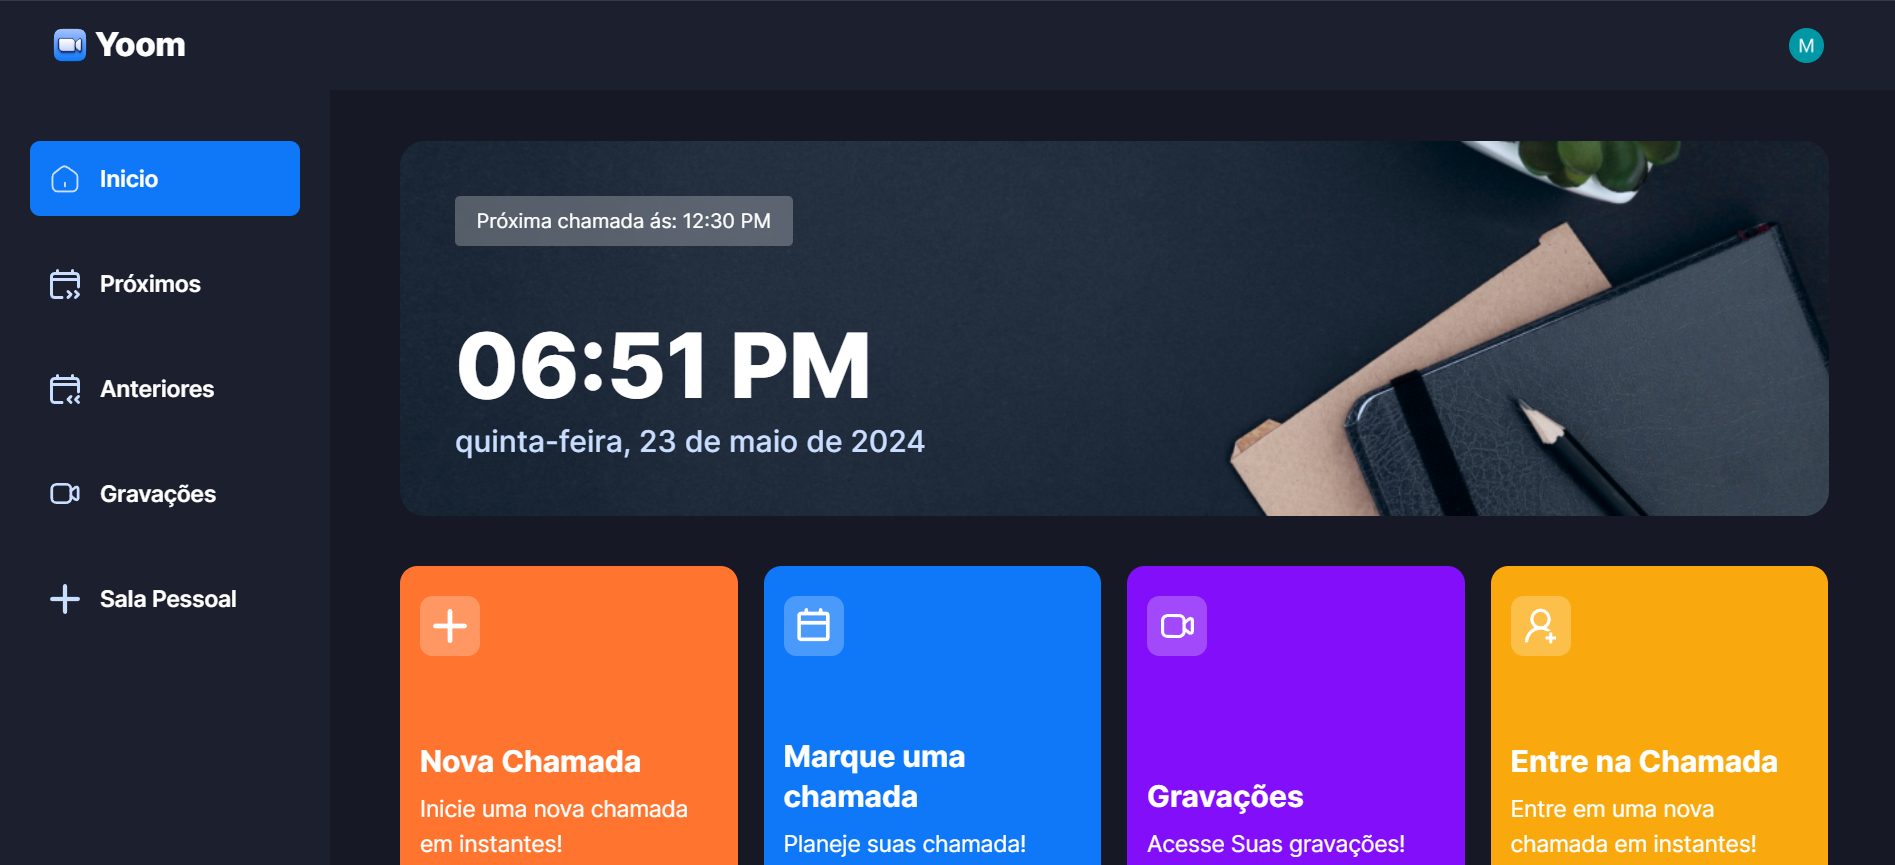 Yoom
M
Inicio
Próximos
Anteriores
Gravações
Sala Pessoal
Próxima chamada ás: 12:30 PM
06:51 PM
quinta-feira, 23 de maio de 2024
Nova Chamada
Inicie uma nova chamada
em instantes!
Marque uma
chamada
Planeje suas chamada!
Gravações
Acesse Suas gravações!
Entre na Chamada
Entre em uma nova
chamada em instantes!